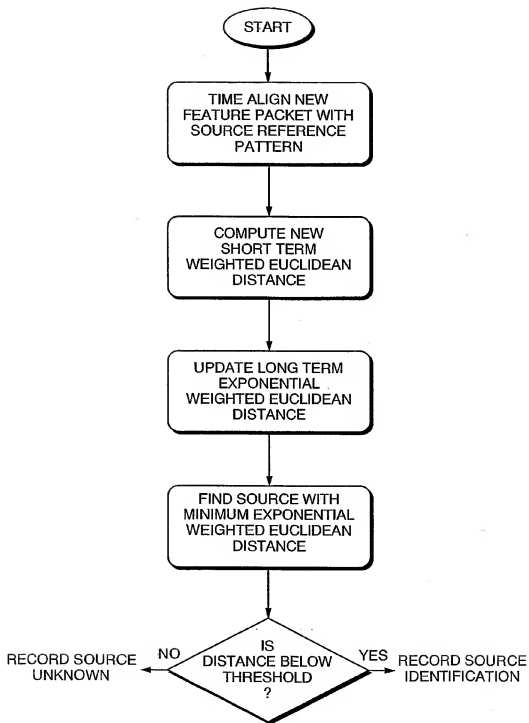 START
TIME ALIGN NEW
FEATURE PACKET WITH
SOURCE REFERENCE
PATTERN
COMPUTE NEW
SHORT TERM
WEIGHTED EUCLIDEAN
DISTANCE
UPDATE LONG TERM
EXPONENTIAL
WEIGHTED EUCLIDEAN
DISTANCE
FIND SOURCE WITH
MINIMUM EXPONENTIAL
WEIGHTED EUCLIDEAN
DISTANCE
IS
DISTANCE BELOW
THRESHOLD
?
NO
RECORD SOURCE
UNKNOWN
YES
RECORD SOURCE
IDENTIFICATION